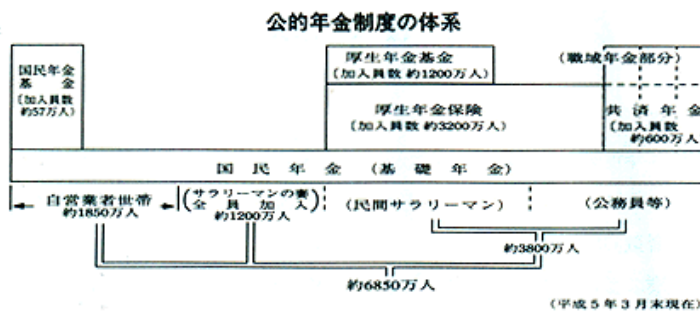 公的年金制度の体系
国民年金
基金
(加入員数
約57万人)
厚生年金基金
(加入員数 約1200万人)
(職域年金部分)
厚生年金保険
(加入員数 約3200万人)
共済年金
(加入員数
約600万人
国民年金(基礎年金)
自営業者世帯
約1850万人
(サラリーマンの妻
全員加入)
約1200万人
(民間サラリーマン)
(公務員等)
約3800万人
約6850万人
(平成5年3月末現在)